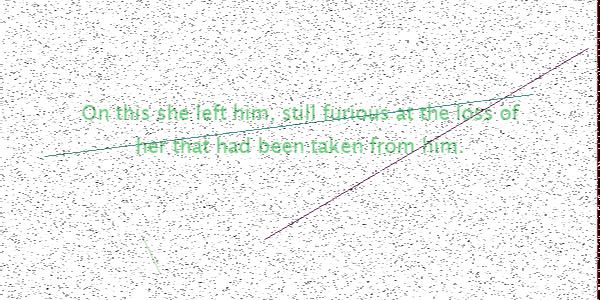 On this she left him, still furious at the loss of
her that had been taken from him.